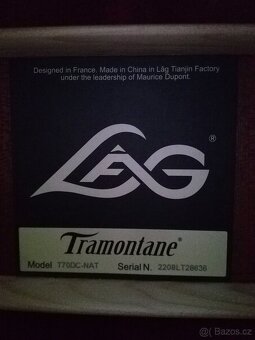 Designed in France, Made in China in Lâg Tianjin Factory
under the leadership of Maurice Dupont.
LÂG®
Tramontane®
Model T70DC-NAT Serial N. 2208LT28636
bazoš.cz